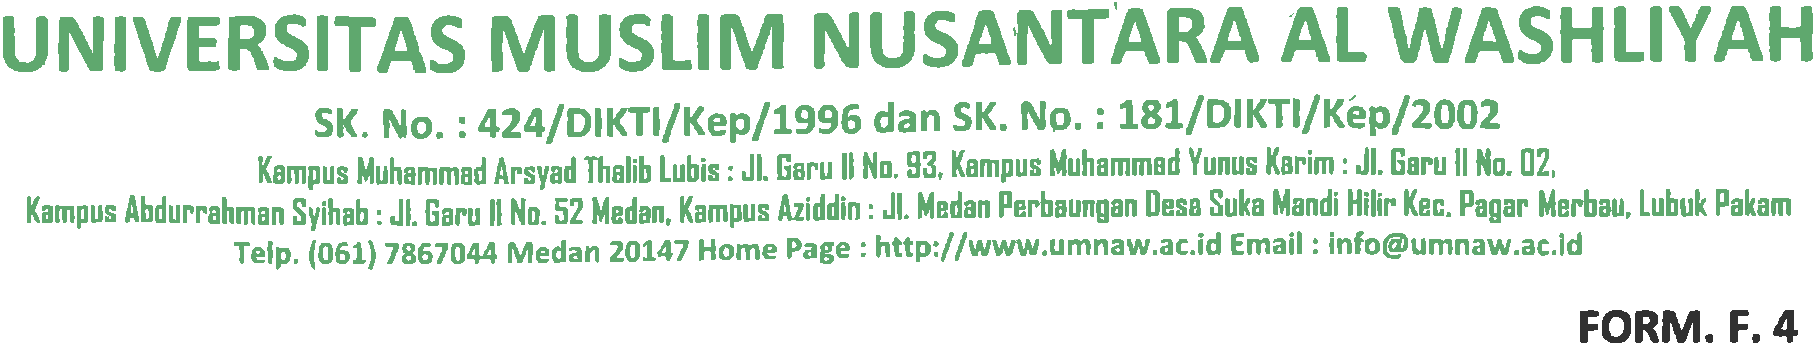 UNIVERSITAS MUSLIM NUSANTARA AL WASHLIYAH
SK. No. : 424/DIKTI/Kep/1996 dan SK. No. : 181/DIKTI/Kep/2002
Kampus Muhammad Arsyad Thalib Lubis : Jl. Garu II No. 93, Kampus Muhammad Yunus Karim : Jl. Garu II No. 02,
Kampus Abdurrahman Syihab : Jl. Garu II No. 52 Medan, Kampus Aziddin : Jl. Medan Perbaungan Desa Suka Mandi Hilir Kec. Pagar Merbau, Lubuk Pakam
Telp. (061) 7867044 Medan 20147 Home Page : http://www.umnaw.ac.id Email : info@umnaw.ac.id
FORM. F. 4